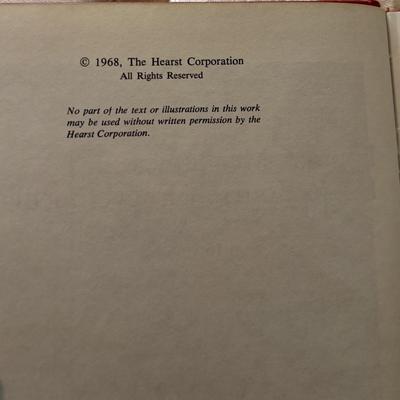 © 1968, The Hearst Corporation
All Rights Reserved
No part of the text or illustrations in this work
may be used without written permission by the
Hearst Corporation.